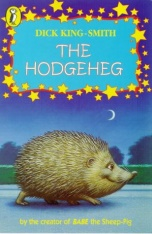 DICK KING-SMITH
THE
HODGEHEG
by the creator of BABE the Sheep-Pig